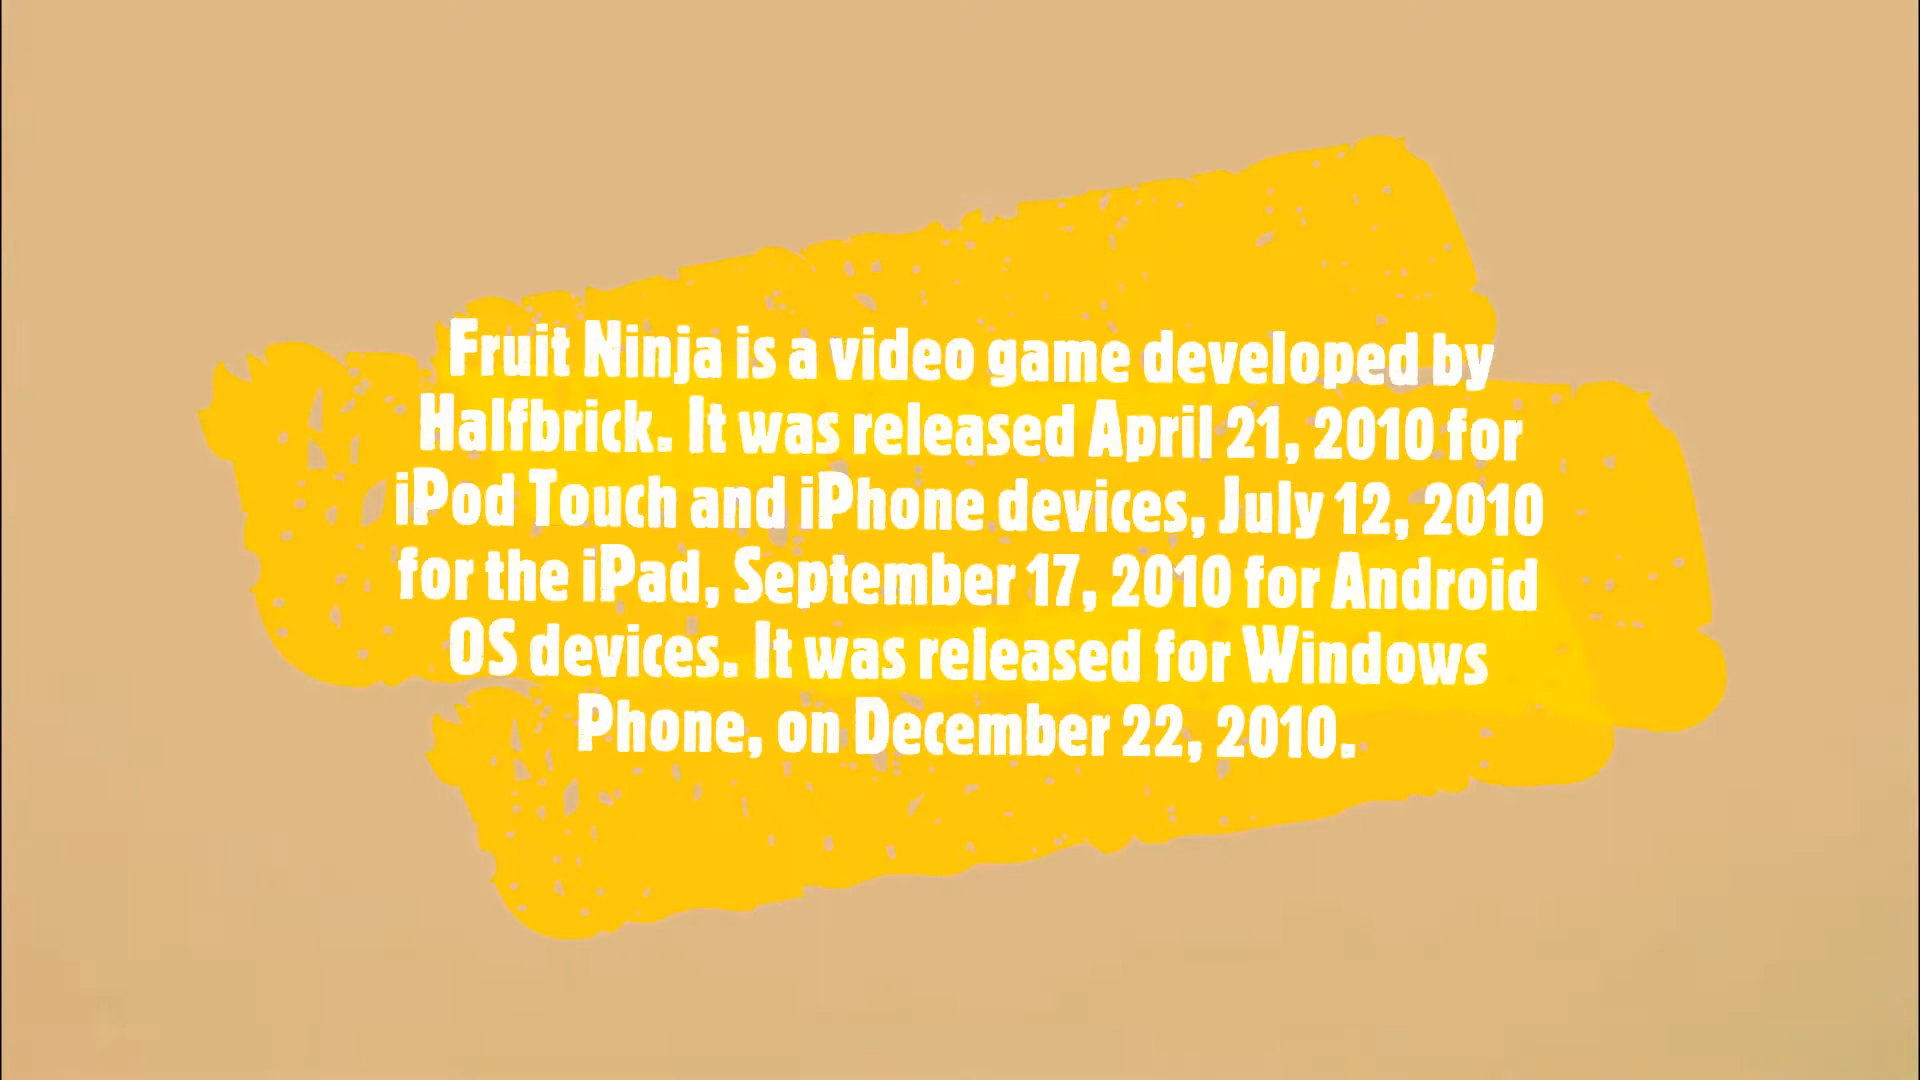 Fruit Ninja is a video game developed by
Halfbrick. It was released April 21, 2010 for
iPod Touch and iPhone devices, July 12, 2010
for the iPad, September 17, 2010 for Android
OS devices. It was released for Windows
Phone, on December 22, 2010.